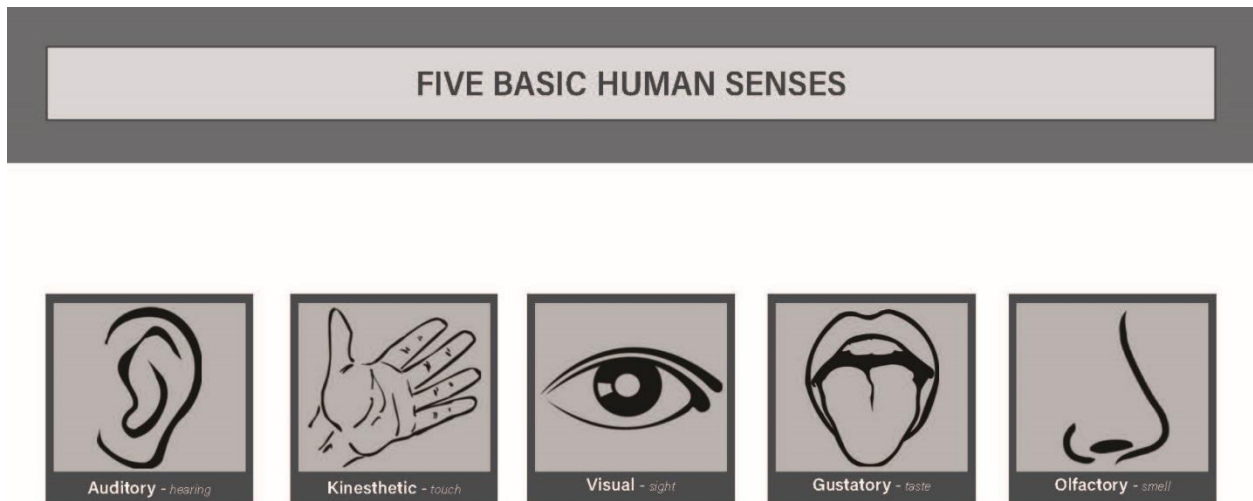 FIVE BASIC HUMAN SENSES
Auditory - hearing
Kinesthetic - touch
Visual - sight
Gustatory - taste
Olfactory - smell